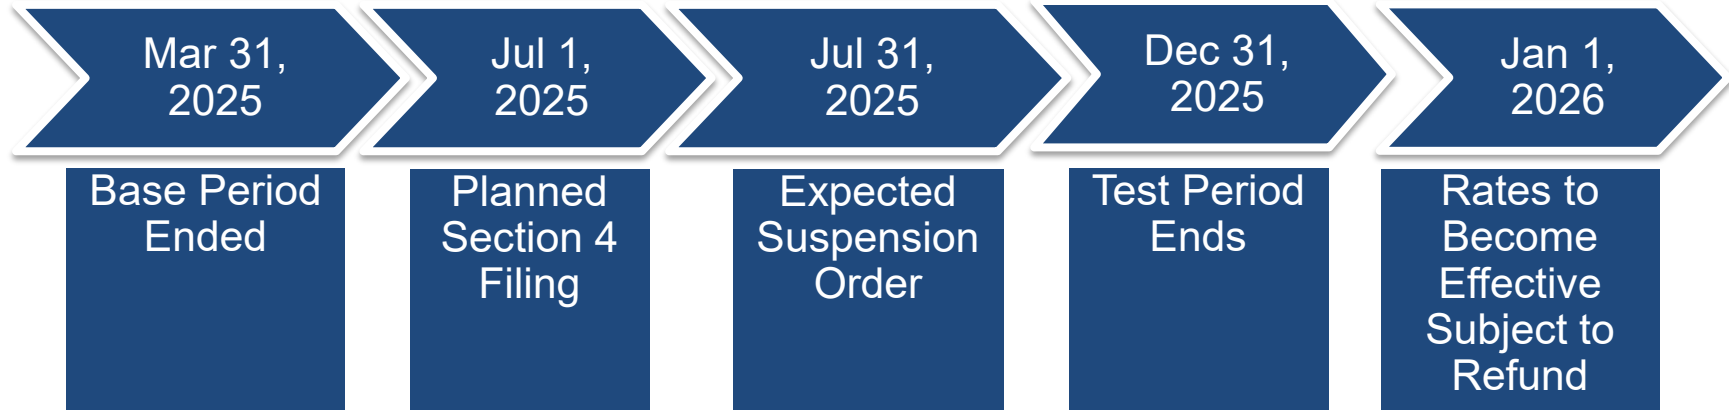 Mar 31,
2025
Jul 1,
2025
Jul 31,
2025
Dec 31,
2025
Jan 1,
2026
Base Period
Ended
Planned
Section 4
Filing
Expected
Suspension
Order
Test Period
Ends
Rates to
Become
Effective
Subject to
Refund